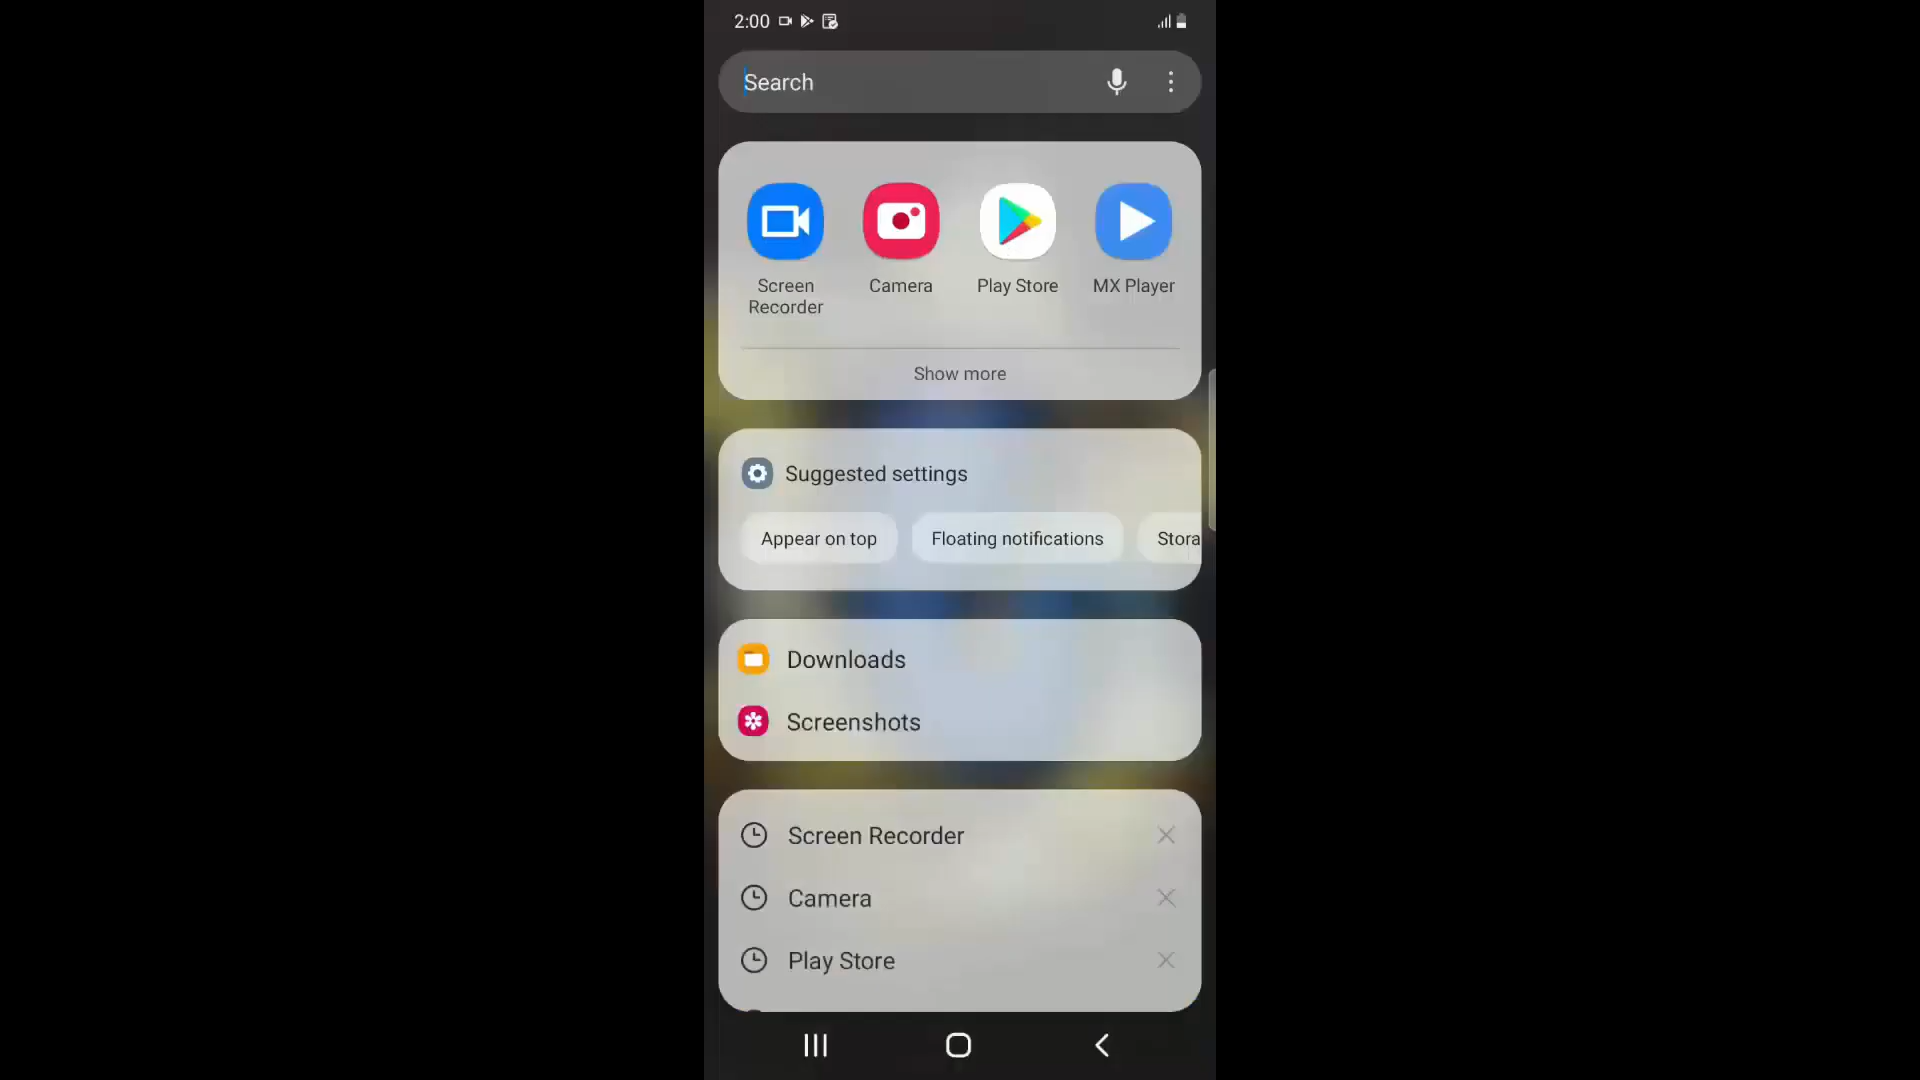 2:00
Search
Screen
Recorder
Camera
Play Store
MX Player
Show more
Suggested settings
Appear on top
Floating notifications
Stora
Downloads
Screenshots
Screen Recorder
Camera
Play Store